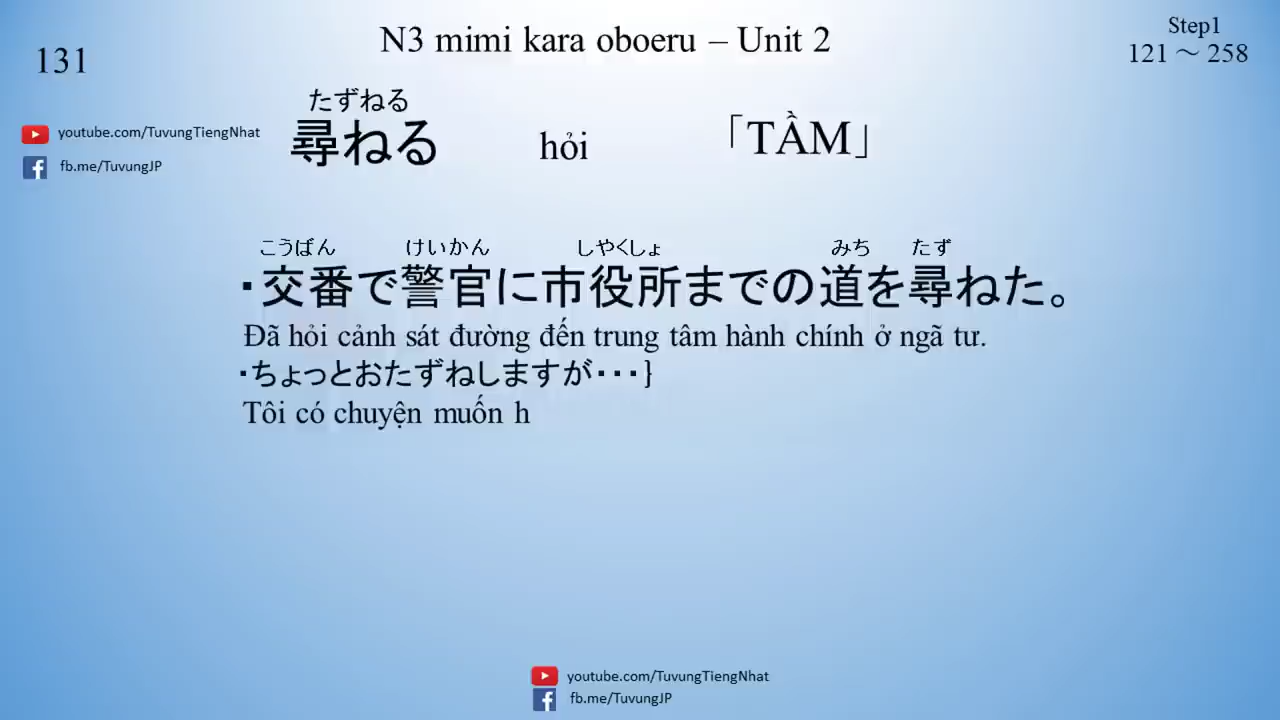 N3 mimi kara oboeru – Unit 2
Step1
121 ～ 258
131
たずねる
尋ねる hỏi 「TẦM」
youtube.com/TuvungTiengNhat
fb.me/TuvungJP
こうばん けいかん しやくしょ みち たず
・交番で警官に市役所までの道を尋ねた。
Đã hỏi cảnh sát đường đến trung tâm hành chính ở ngã tư.
・ちょっとおたずねしますが・・・}
Tôi có chuyện muốn h
youtube.com/TuvungTiengNhat
fb.me/TuvungJP